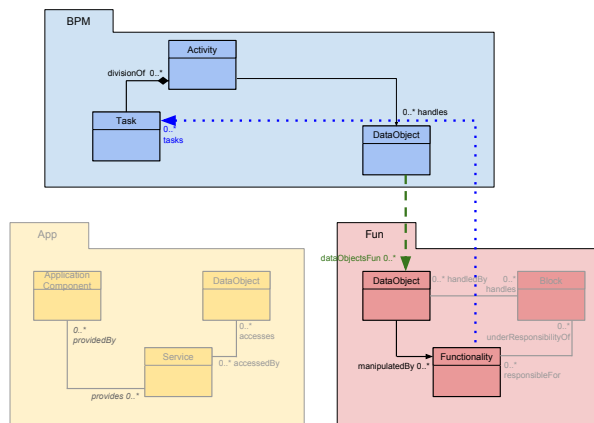 BPM
Activity
divisionOf 0..*
0..* handles
Task
0..*
tasks
DataObject
App
Fun
dataObjectsFun 0..*
Application
Component
DataObject
DataObject
0..* handledBy
0..*
handles
Block
0..*
providedBy
0..*
accesses
0..*
underResponsibilityOf
Service
0..* accessedBy
manipulatedBy 0..*
Functionality
0..*
responsibleFor
provides 0..*